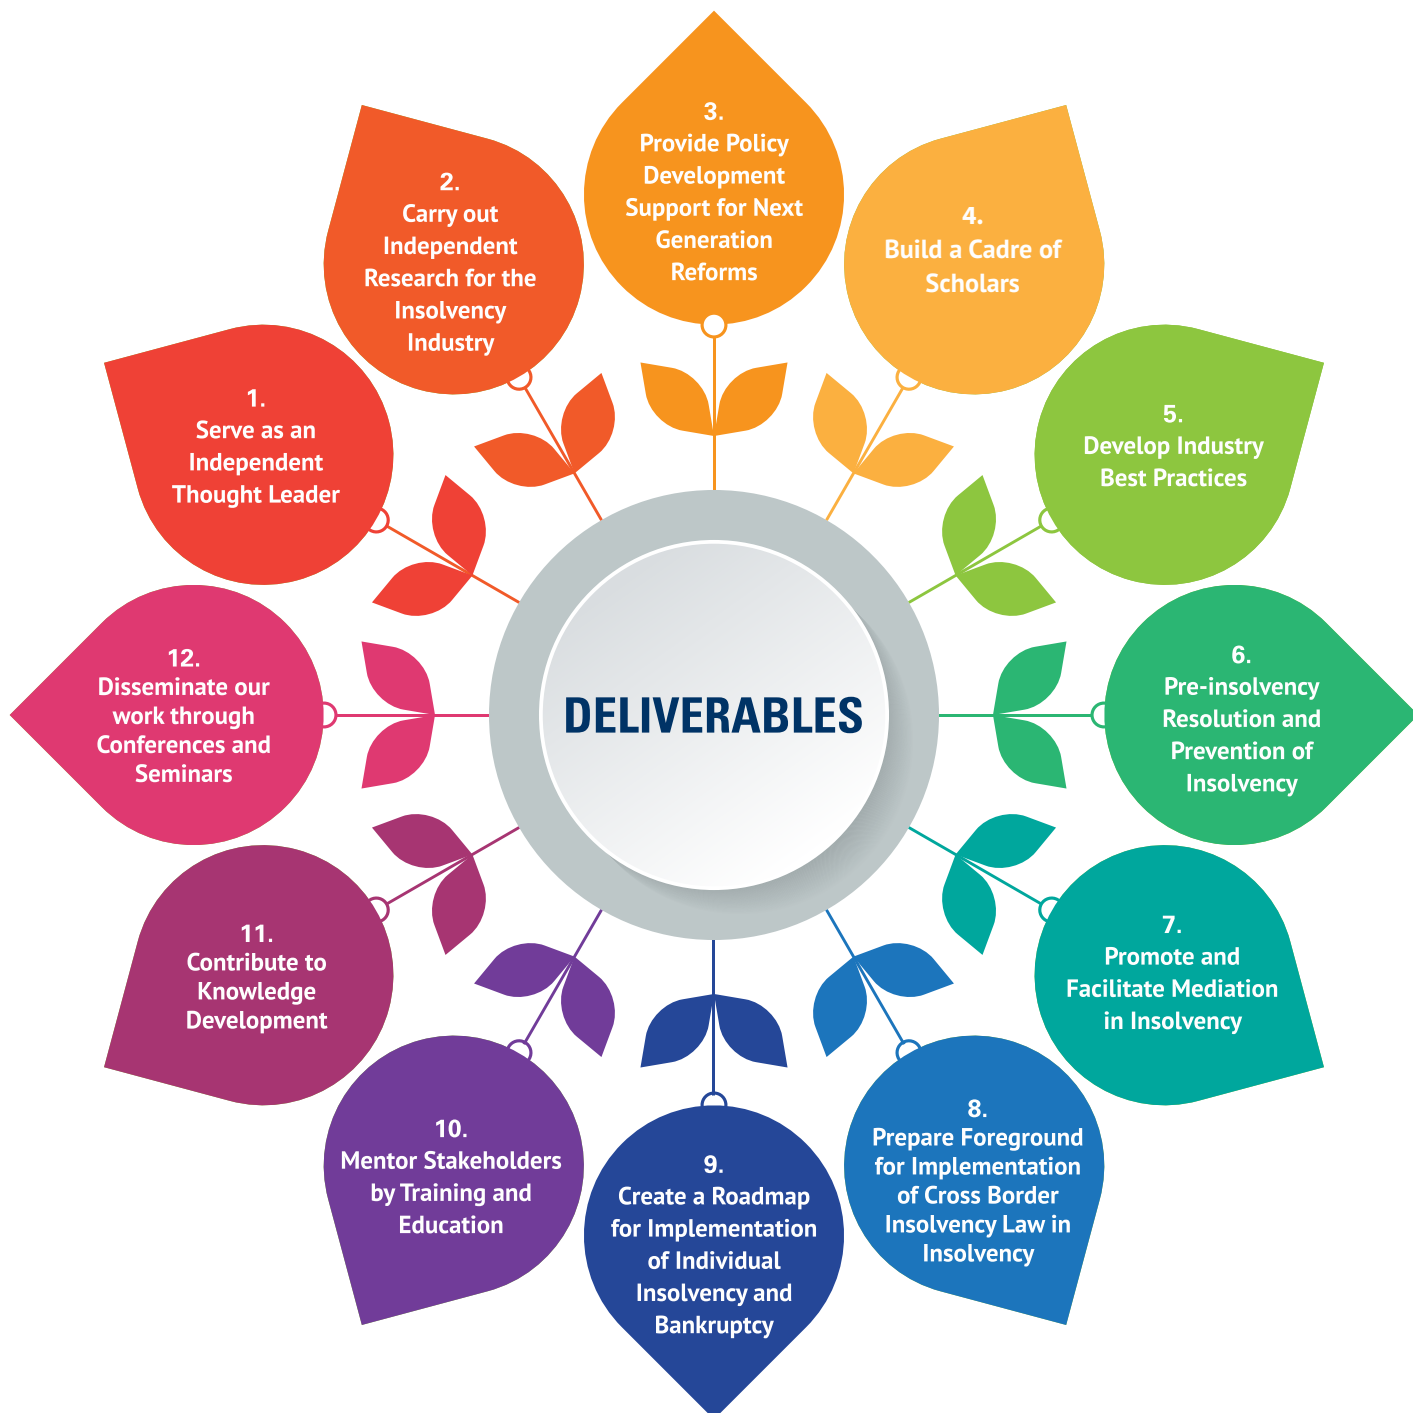 DELIVERABLES
1.
Serve as an
Independent
Thought Leader
2.
Carry out
Independent
Research for the
Insolvency
Industry
3.
Provide Policy
Development
Support for Next
Generation
Reforms
4.
Build a Cadre of
Scholars
5.
Develop Industry
Best Practices
6.
Pre-insolvency
Resolution and
Prevention of
Insolvency
7.
Promote and
Facilitate Mediation
in Insolvency
8.
Prepare Foreground
for Implementation
of Cross Border
Insolvency Law in
Insolvency
9.
Create a Roadmap
for Implementation
of Individual
Insolvency and
Bankruptcy
10.
Mentor Stakeholders
by Training and
Education
11.
Contribute to
Knowledge
Development
12.
Disseminate our
work through
Conferences and
Seminars